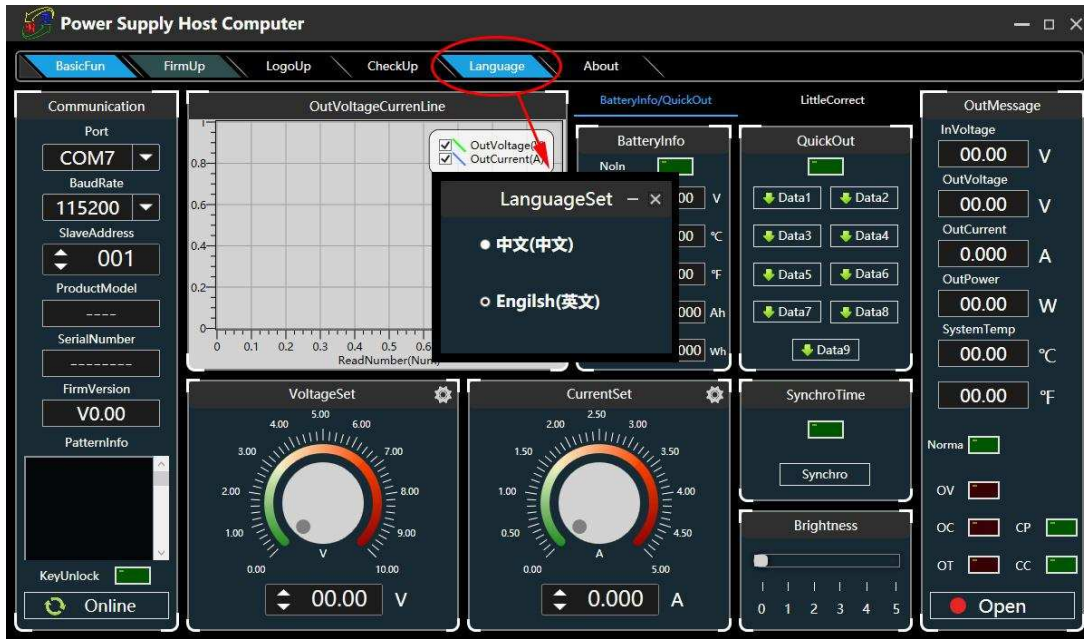 Power Supply Host Computer
BasicFun FirmUp LogoUp CheckUp Language About
Communication
Port
COM7
BaudRate
115200
SlaveAddress
001
ProductModel
----
SerialNumber
--------
FirmVersion
V0.00
PatternInfo
KeyUnlock
Online
OutVoltageCurrenLine
OutVoltage(
OutCurrent(A)
1
0.8
0.6
0.4
0.2
0
0 0.1 0.2 0.3 0.4 0.5 0.6
ReadNumber(Num)
LanguageSet
中文(中文)
Engilsh(英文)
BatteryInfo/QuickOut LittleCorrect
BatteryInfo
NoIn
00 V
00 ℃
00 ℉
000 Ah
000 Wh
QuickOut
Data1 Data2
Data3 Data4
Data5 Data6
Data7 Data8
Data9
VoltageSet
0.00 1.00 2.00 3.00 4.00 5.00 6.00 7.00 8.00 9.00 10.00
V
00.00 V
CurrentSet
0.00 0.50 1.00 1.50 2.00 2.50 3.00 3.50 4.00 4.50 5.00
A
0.000 A
SynchroTime
Synchro
Brightness
0 1 2 3 4 5
OutMessage
InVoltage
00.00 V
OutVoltage
00.00 V
OutCurrent
0.000 A
OutPower
00.00 W
SystemTemp
00.00 ℃
00.00 ℉
Norma
OV
OC CP
OT CC
Open